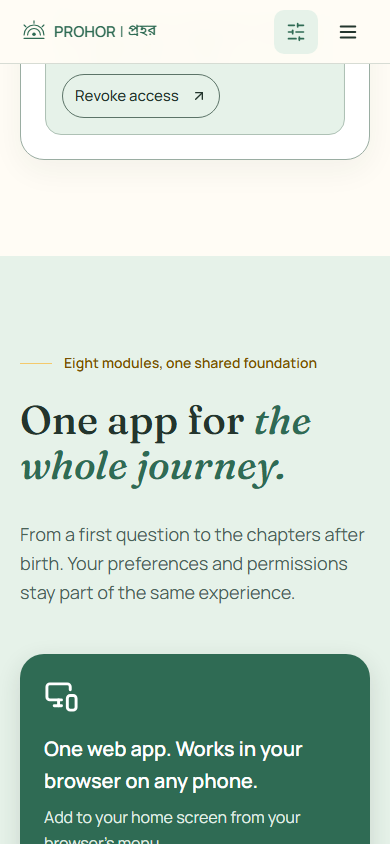 PROHOR | প্রহর
Revoke access
Eight modules, one shared foundation
One app for the
whole journey.
From a first question to the chapters after
birth. Your preferences and permissions
stay part of the same experience.
One web app. Works in your
browser on any phone.
Add to your home screen from your
browser's menu